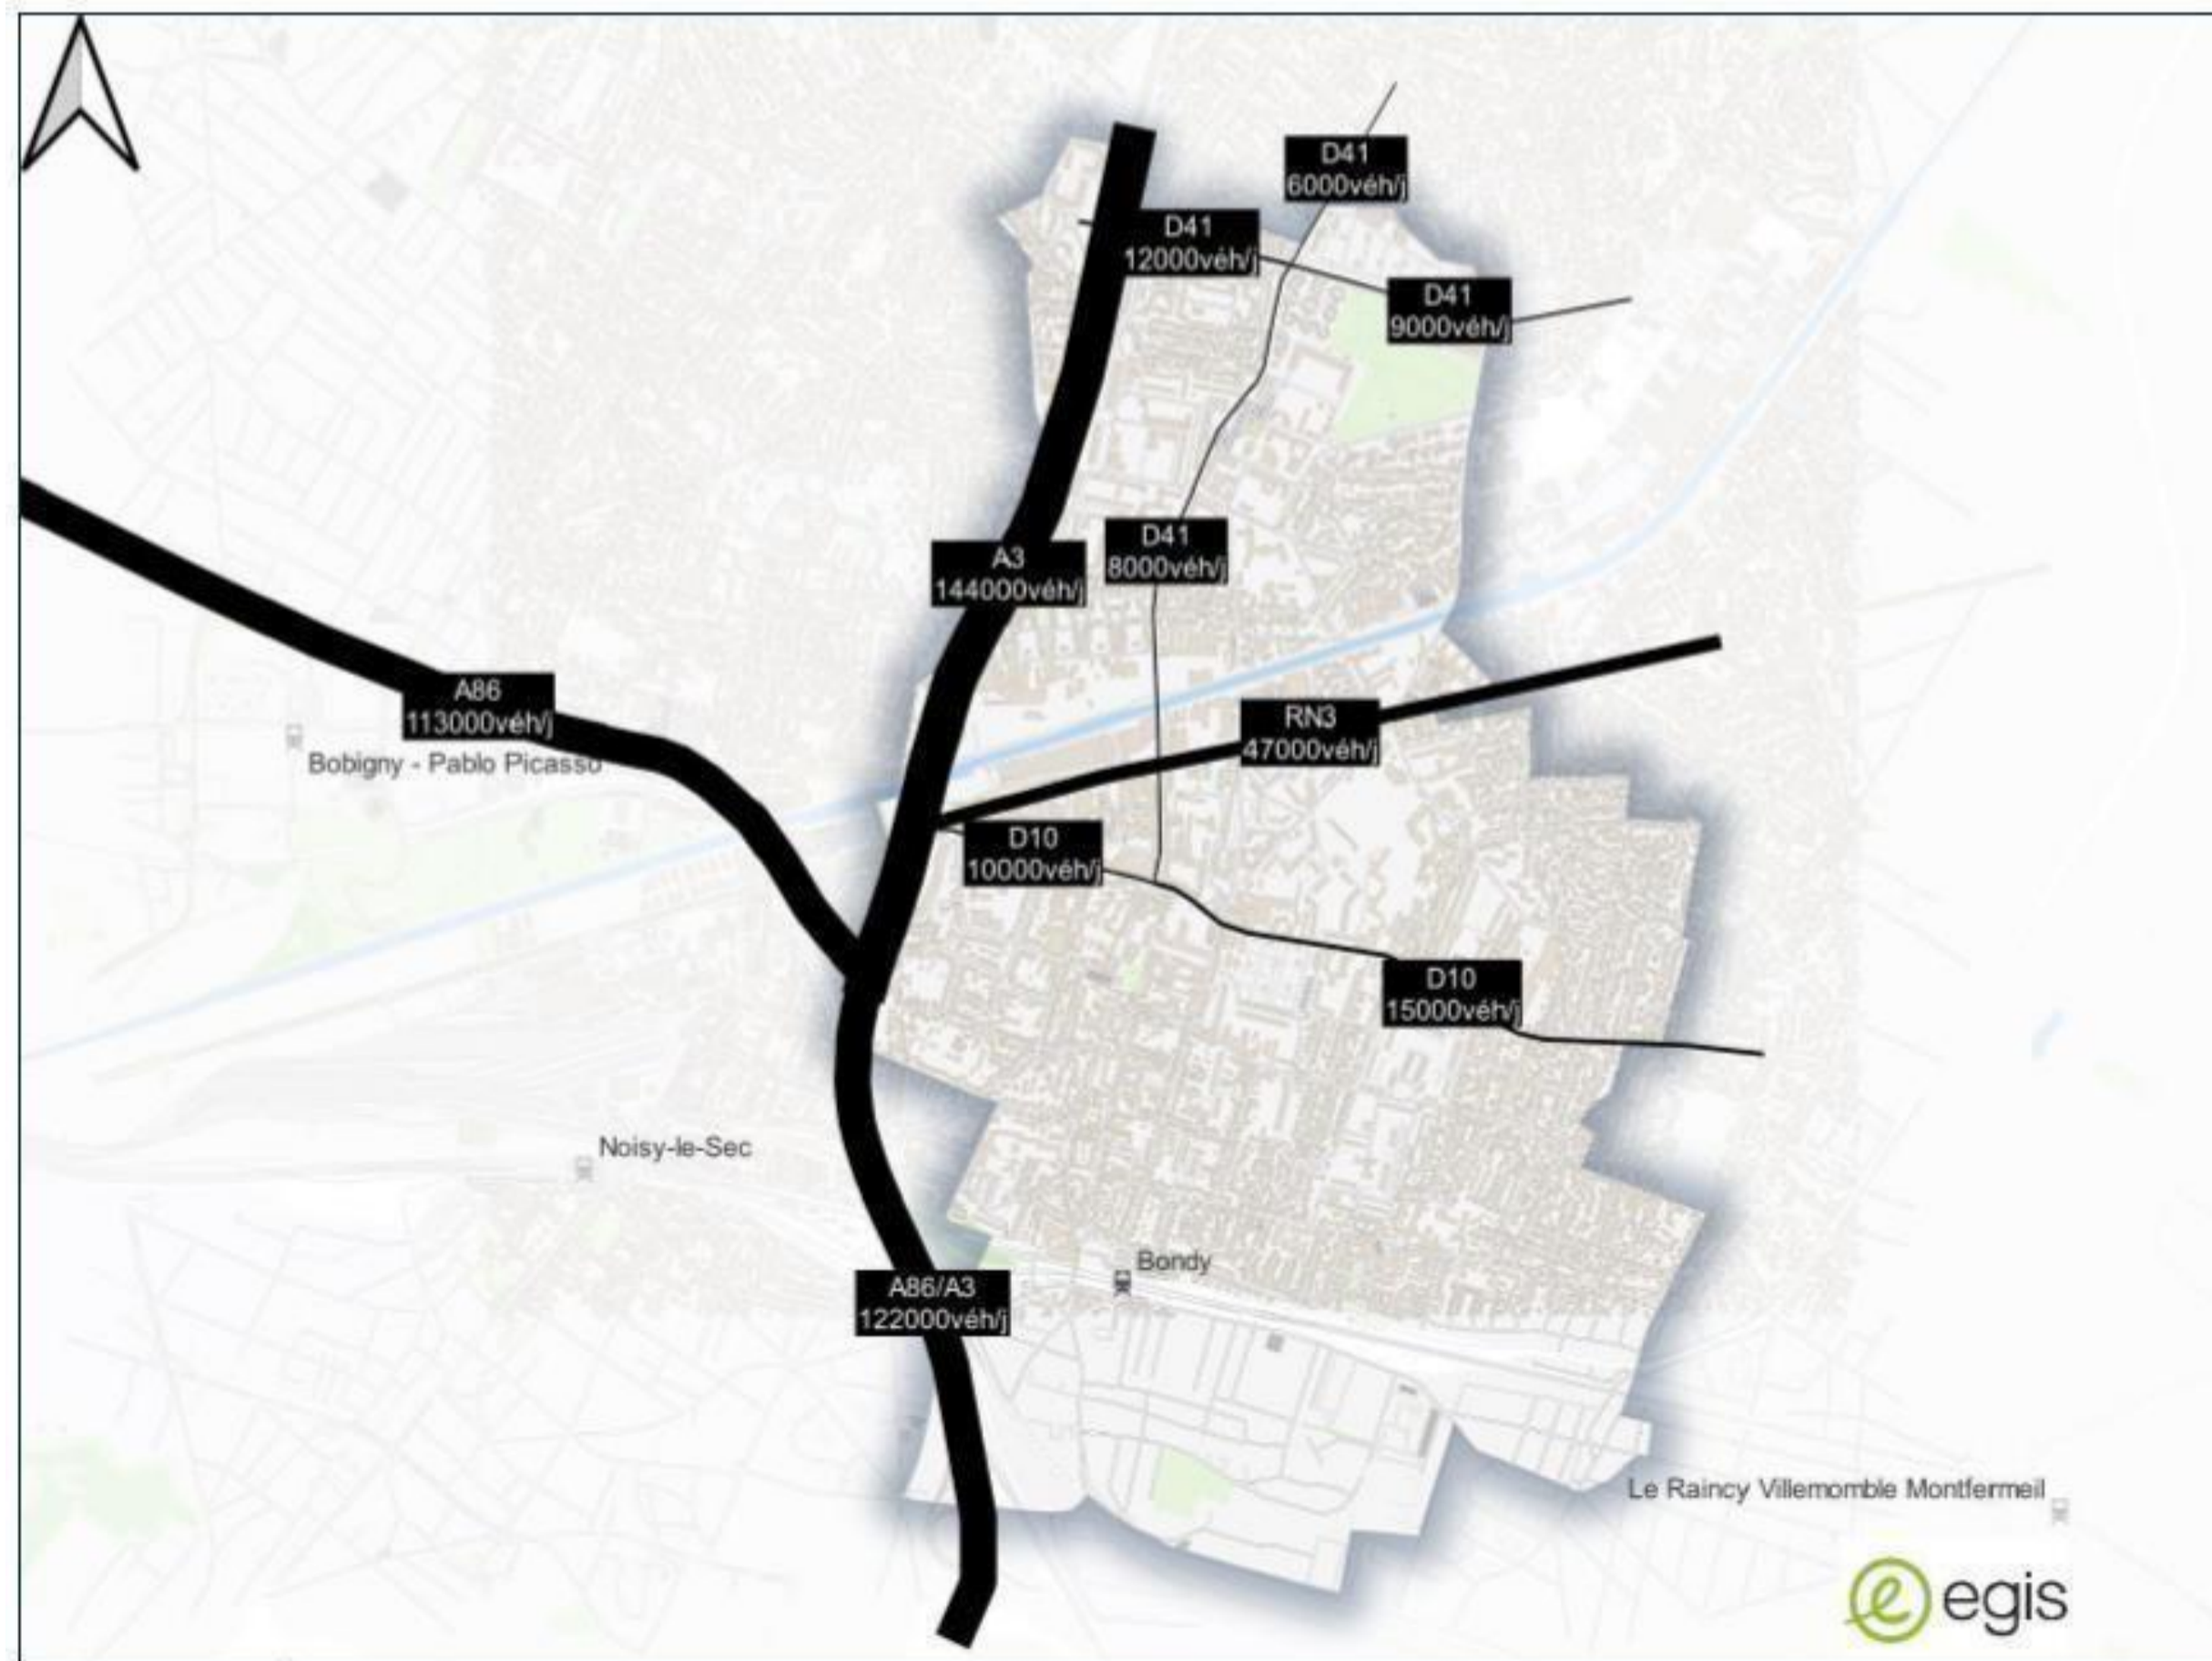 D41
6000véh/j
D41
12000véh/j
D41
9000véh/j
A3
144000véh/j
D41
8000véh/j
A86
113000véh/j
RN3
47000véh/j
Bobigny - Pablo Picasso
D10
10000véh/j
D10
15000véh/j
Noisy-le-Sec
Bondy
A86/A3
122000véh/j
Le Raincy Villemomble Montfermeil
egis